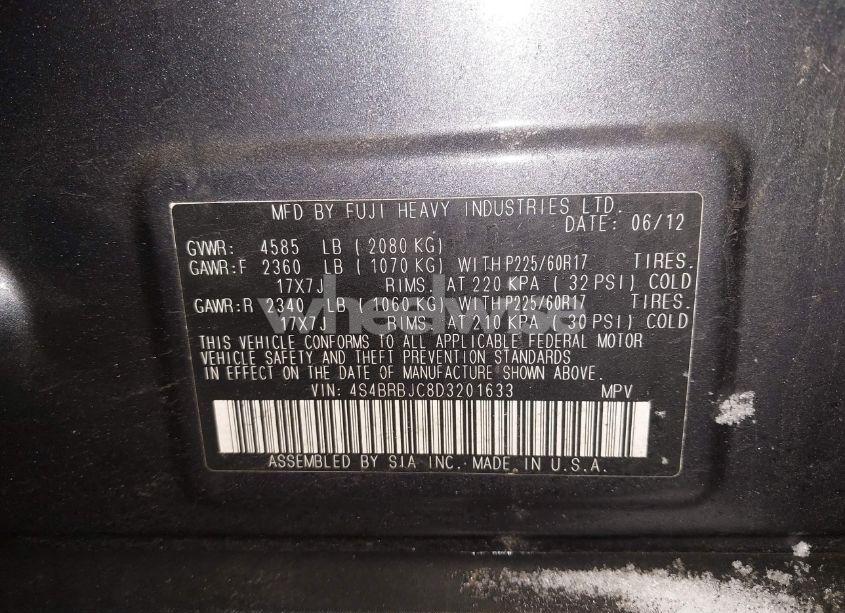 MFD BY FUJI HEAVY INDUSTRIES LTD.
DATE: 06/12
GVWR: 4585 LB (2080 KG)
GAWR:F 2360 LB (1070 KG) WITH P225/60R17 TIRES.
17X7J RIMS. AT 220 KPA (32 PSI) COLD
GAWR:R 2340 LB (1060 KG) WITH P225/60R17 TIRES.
17X7J RIMS. AT 210 KPA (30 PSI) COLD
wheelwise
THIS VEHICLE CONFORMS TO ALL APPLICABLE FEDERAL MOTOR
VEHICLE SAFETY AND THEFT PREVENTION STANDARDS
IN EFFECT ON THE DATE OF MANUFACTURE SHOWN ABOVE.
VIN: 4S4BRBJC8D3201633 MPV
ASSEMBLED BY SIA INC. MADE IN U.S.A.